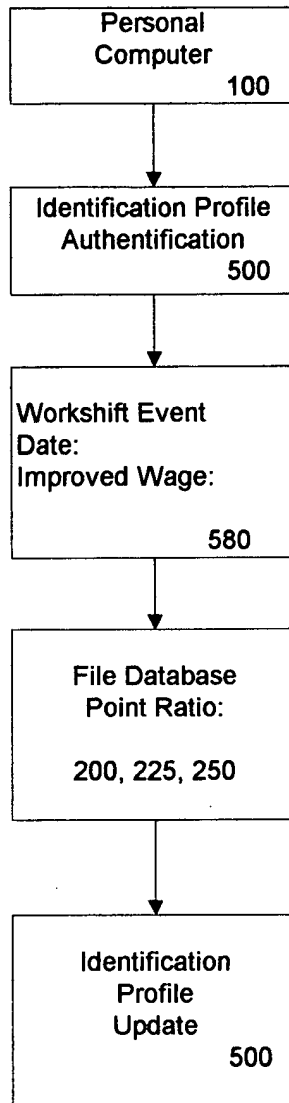 Personal
Computer
100
Identification Profile
Authentification
500
Workshift Event
Date:
Improved Wage:
580
File Database
Point Ratio:
200, 225, 250
Identification
Profile
Update
500